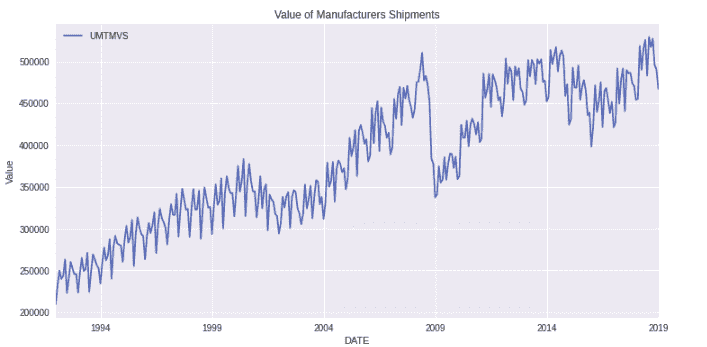 Value of Manufacturers Shipments
UMTMVS
500000
450000
400000
350000
300000
250000
200000
Value
1994 1999 2004 2009 2014 2019
DATE